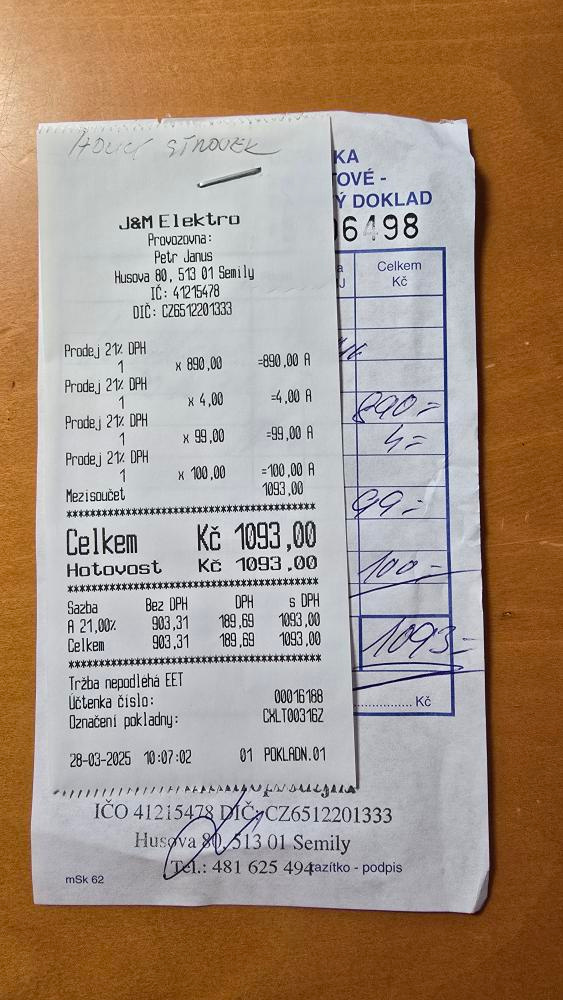 J&M Elektro
Provozovna:
Petr Janus
Husova 80, 513 01 Semily
IČ: 41215478
DIČ: CZ6512201333
Prodej 21% DPH
1 x 890,00 =890,00 A
Prodej 21% DPH
1 x 4,00 =4,00 A
Prodej 21% DPH
1 x 99,00 =99,00 A
Prodej 21% DPH
1 x 100,00 =100,00 A
Mezisoučet 1093,00
************************************
Celkem Kč 1093,00
Hotovost Kč 1093,00
************************************
Sazba Bez DPH DPH s DPH
A 21,00% 903,31 189,69 1093,00
Celkem 903,31 189,69 1093,00
************************************
Tržba nepodléhá EET
Účtenka číslo: 00016188
Označení pokladny: CXLT00316Z
28-03-2025 10:07:02 01 POKLADN.01
KA
TOVÉ -
Ý DOKLAD
06498
a Celkem
J Kč
890=
4=
99=
100=
1093=
Kč
IČO 41215478 DIČ: CZ6512201333
Husova 80, 513 01 Semily
Tel.: 481 625 494
razítko - podpis
mSk 62